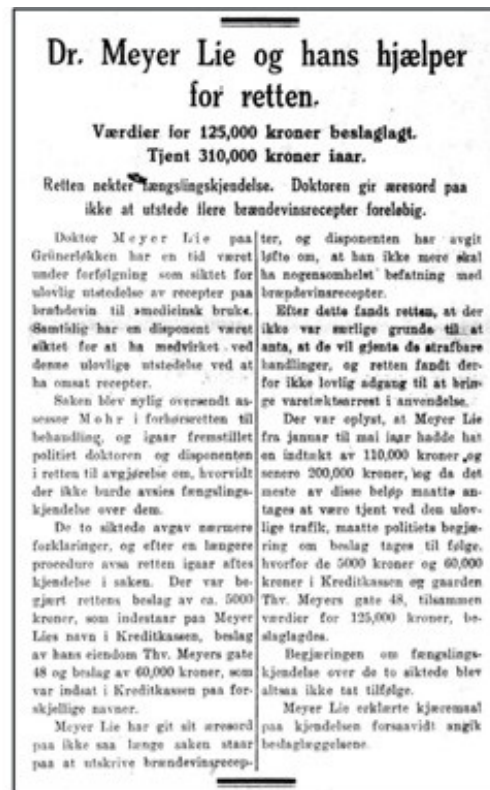 Dr. Meyer Lie og hans hjælper
for retten.
Værdier for 125,000 kroner beslaglagt.
Tjent 310,000 kroner iaar.
Retten nekter fængslingskjendelse. Doktoren gir æresord paa
ikke at utstede flere brændevinsrecepter foreløbig.
Doktor Meyer Lie paa
Grünerløkken har en tid været
under forfølgning som siktet for
ulovlig utstedelse av recepter paa
brændevin til »medicinsk bruk«.
Samtidig har en disponent været
siktet for at ha medvirket ved
denne ulovlige utstedelse ved at
ha omsat recepter.
Saken blev nylig oversendt as-
sessor Mohr i forhørsretten til
behandling, og igaar fremstillet
politiet doktoren og disponenten
i retten til avgjørelse om, hvorvidt
der ikke burde avsies fængslings-
kjendelse over dem.
De to siktede avgav nærmere
forklaringer, og efter en længere
procedure avsa retten igaar aftes
kjendelse i saken. Der var be-
gjært rettens beslag av ca. 5000
kroner, som indestaar paa Meyer
Lies navn i Kreditkassen, beslag
av hans eiendom Thv. Meyers gate
48 og beslag av 60,000 kroner, som
var indsat i Kreditkassen paa for-
skjellige navner.
Meyer Lie har git sit æresord
paa ikke saa længe saken staar
paa at utskrive brændevinsrecep-
ter, og disponenten har avgit
løfte om, at han ikke mere skal
ha nogensomhelst befatning med
brændevinsrecepter.
Efter dette fandt retten, at der
ikke var særlige grunde til at
anta, at de vil gjenta de strafbare
handlinger, og retten fandt der-
for ikke lovlig adgang til at brin-
ge varetæktsarrest i anvendelse.
Der var oplyst, at Meyer Lie
fra januar til mai iaar hadde hat
en indtækt av 110,000 kroner og
senere 200,000 kroner, og da det
meste av disse beløp maatte an-
tages at være tjent ved den ulov-
lige trafik, maatte politiets begjæ-
ring om beslag tages til følge,
hvorfor de 5000 kroner og 60,000
kroner i Kreditkassen og gaarden
Thv. Meyers gate 48, tilsammen
værdier for 125,000 kroner, be-
slaglagdes.
Begjæringen om fængslings-
kjendelse over de to siktede blev
altsaa ikke tat tilfølge.
Meyer Lie erklærte kjæremaal
paa kjendelsen forsaavidt angik
beslaglæggelsene.